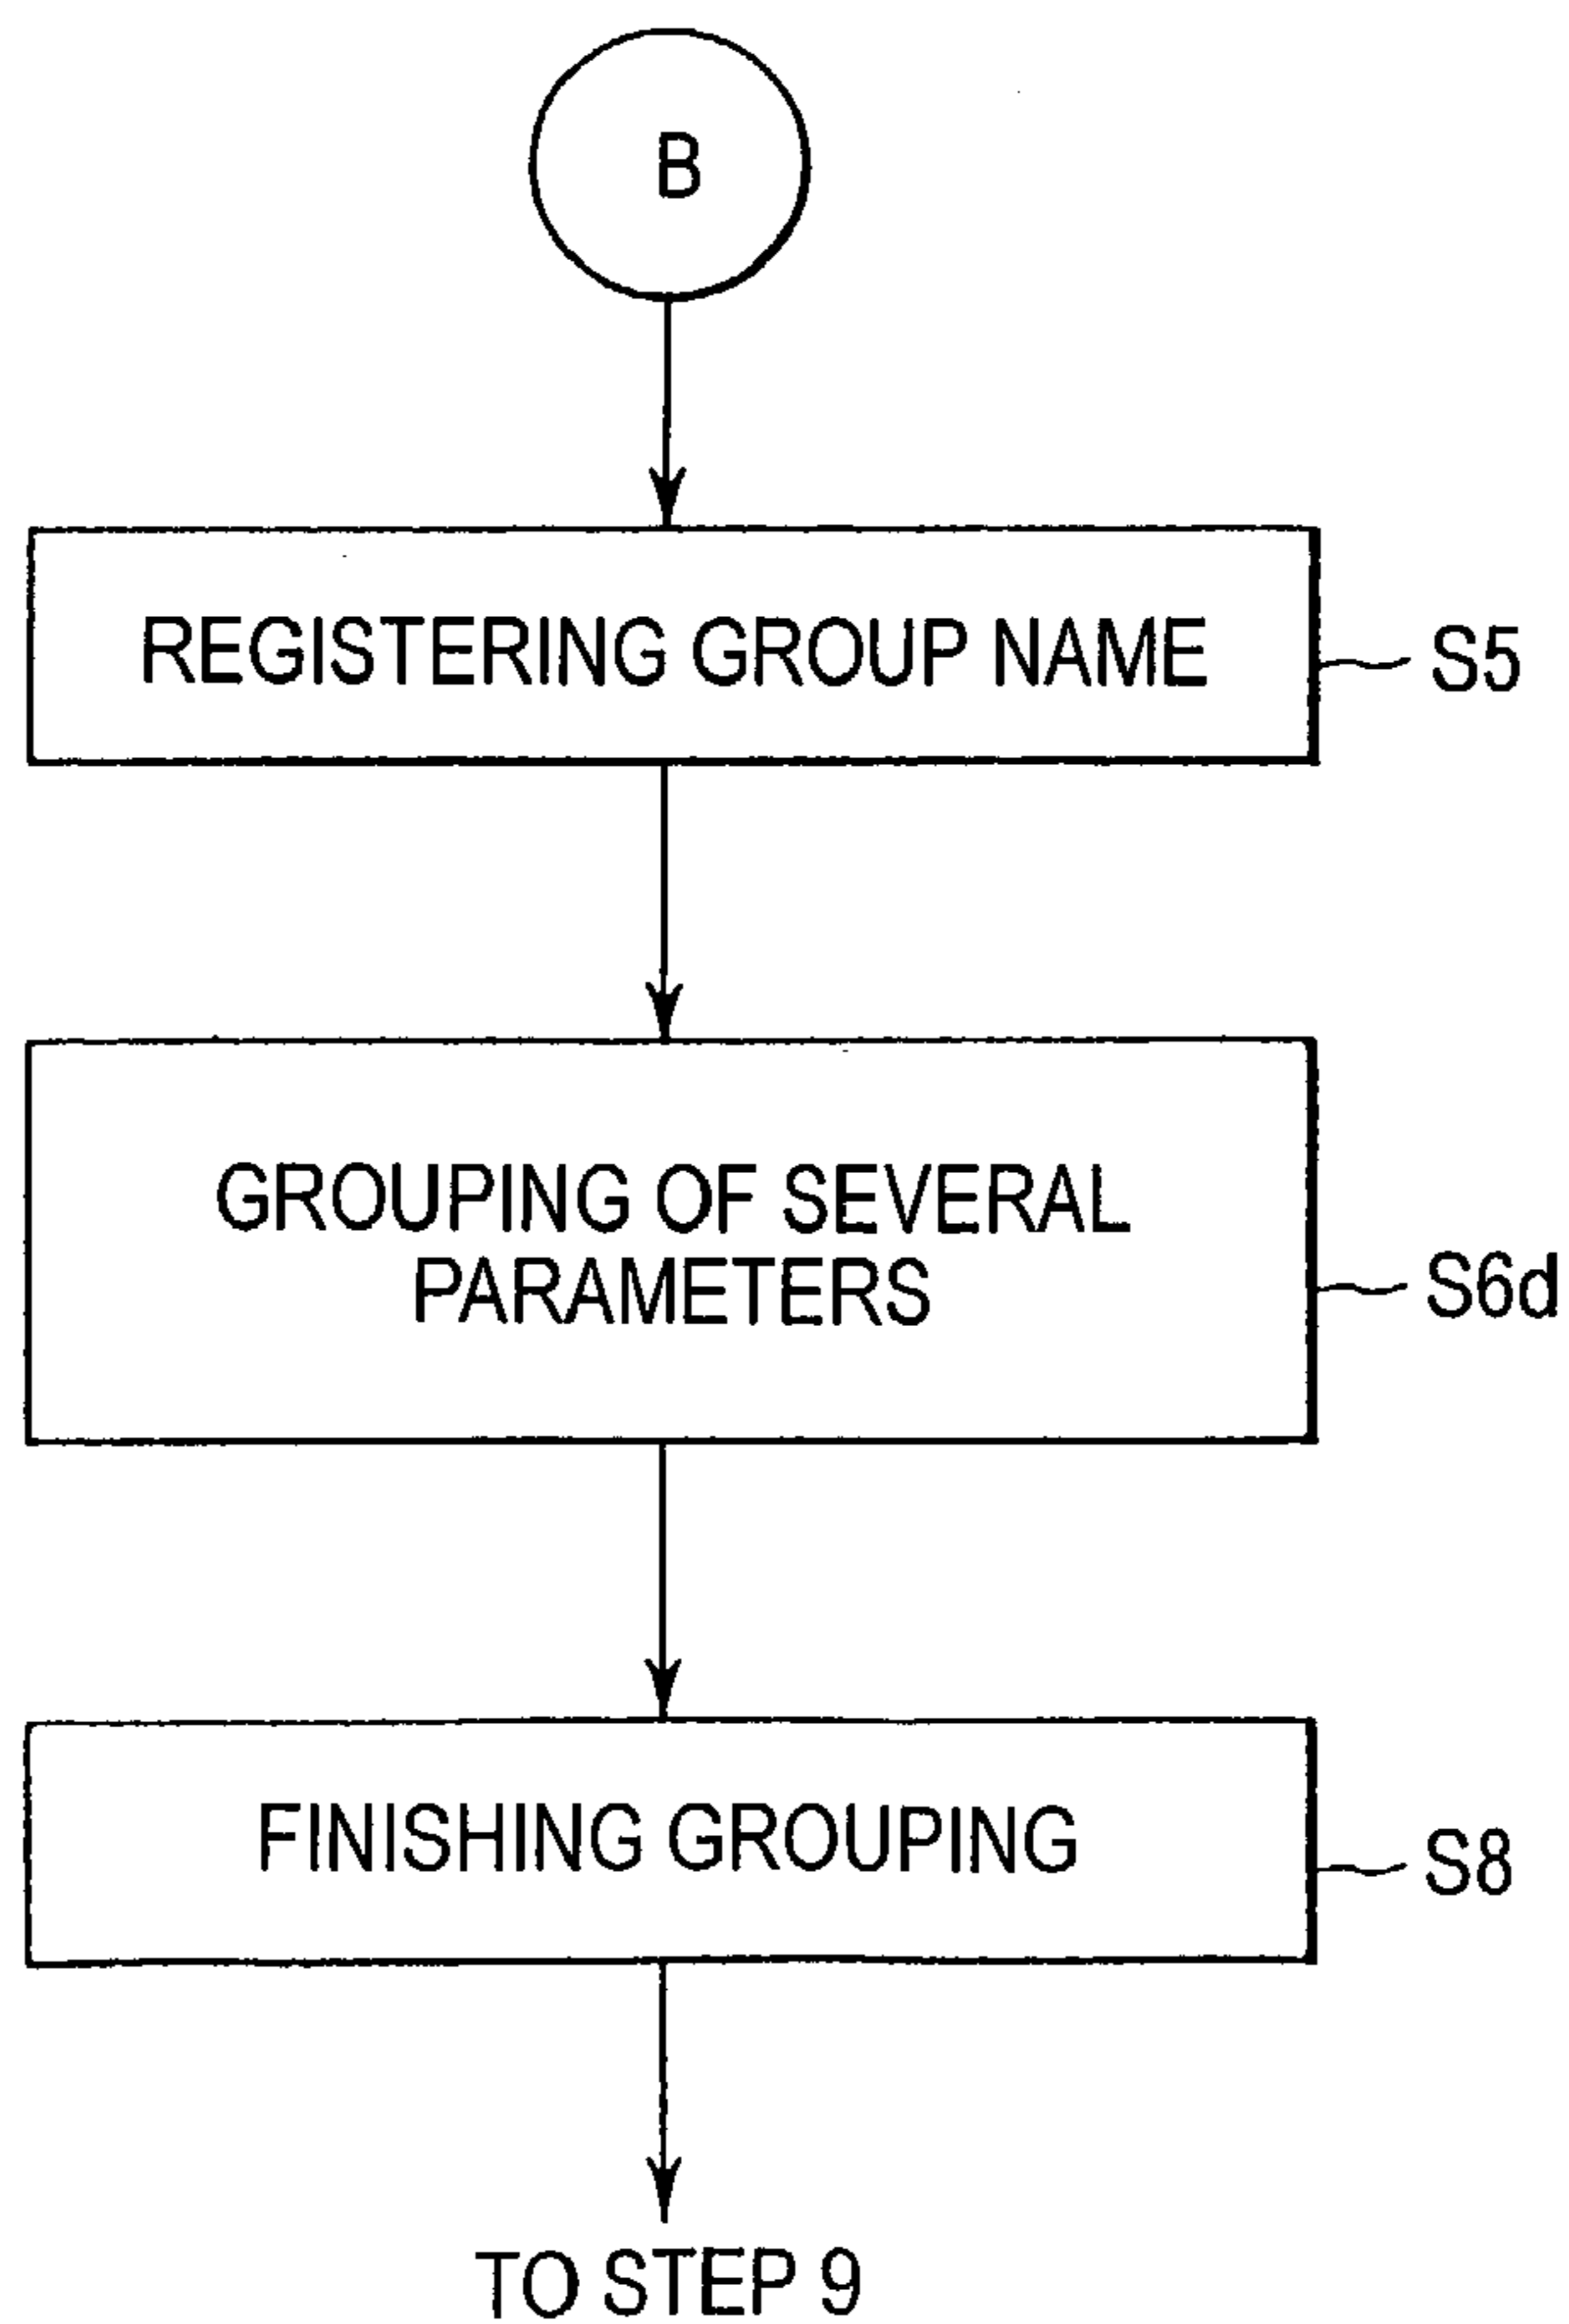 B
REGISTERING GROUP NAME
S5
GROUPING OF SEVERAL
PARAMETERS
S6d
FINISHING GROUPING
S8
TO STEP 9